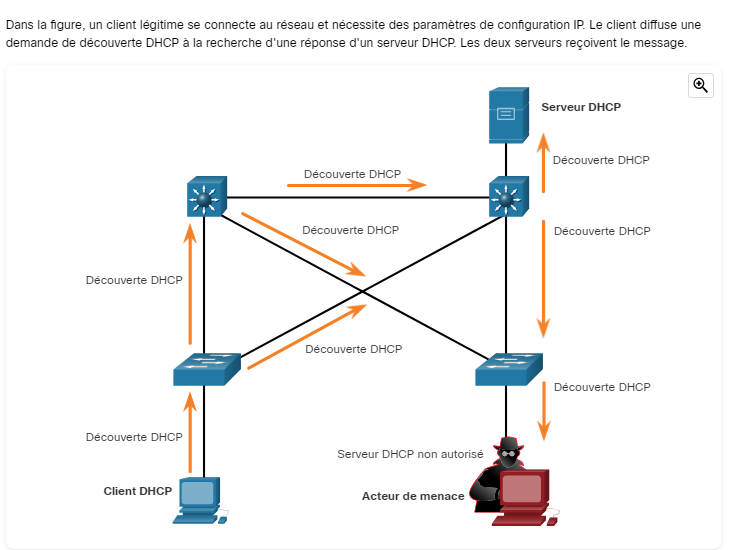 Dans la figure, un client légitime se connecte au réseau et nécessite des paramètres de configuration IP. Le client diffuse une
demande de découverte DHCP à la recherche d'une réponse d'un serveur DHCP. Les deux serveurs reçoivent le message.
Serveur DHCP
Découverte DHCP
Découverte DHCP
Découverte DHCP
Découverte DHCP
Découverte DHCP
Découverte DHCP
Découverte DHCP
Découverte DHCP
Serveur DHCP non autorisé
Client DHCP
Acteur de menace